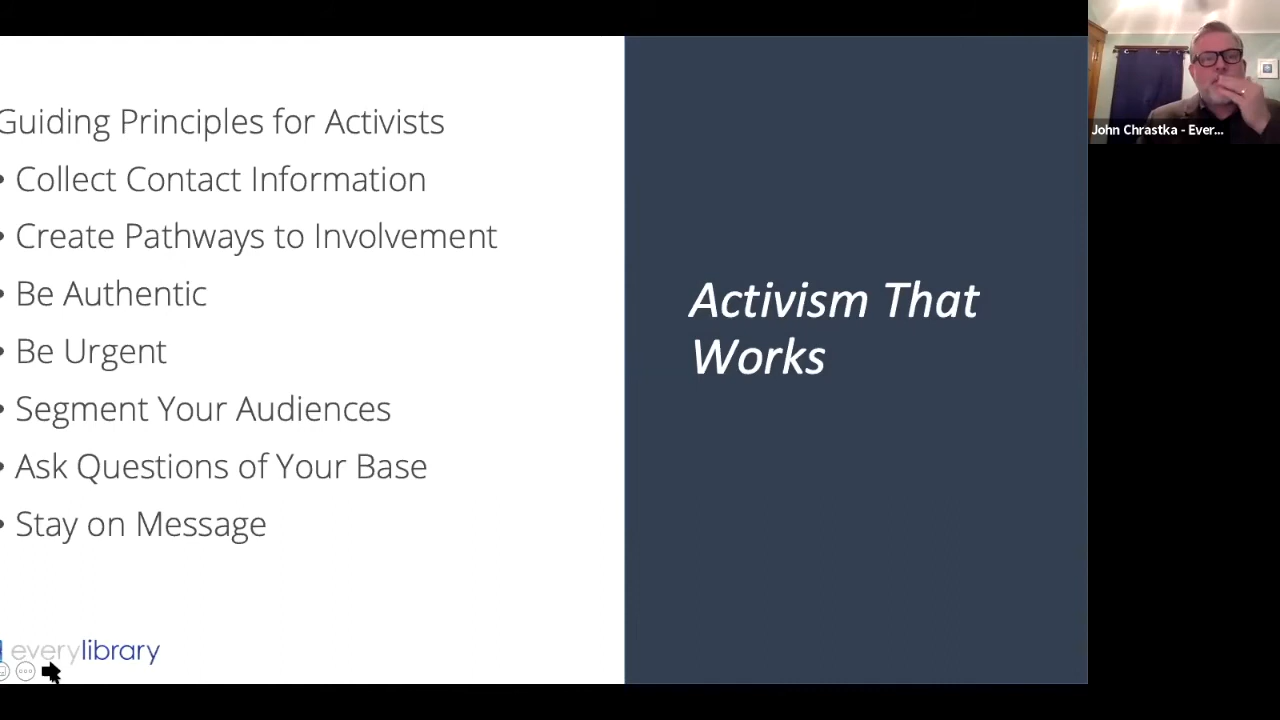 Guiding Principles for Activists
• Collect Contact Information
• Create Pathways to Involvement
• Be Authentic
• Be Urgent
• Segment Your Audiences
• Ask Questions of Your Base
• Stay on Message
everylibrary
Activism That
Works
John Chrastka - Ever...